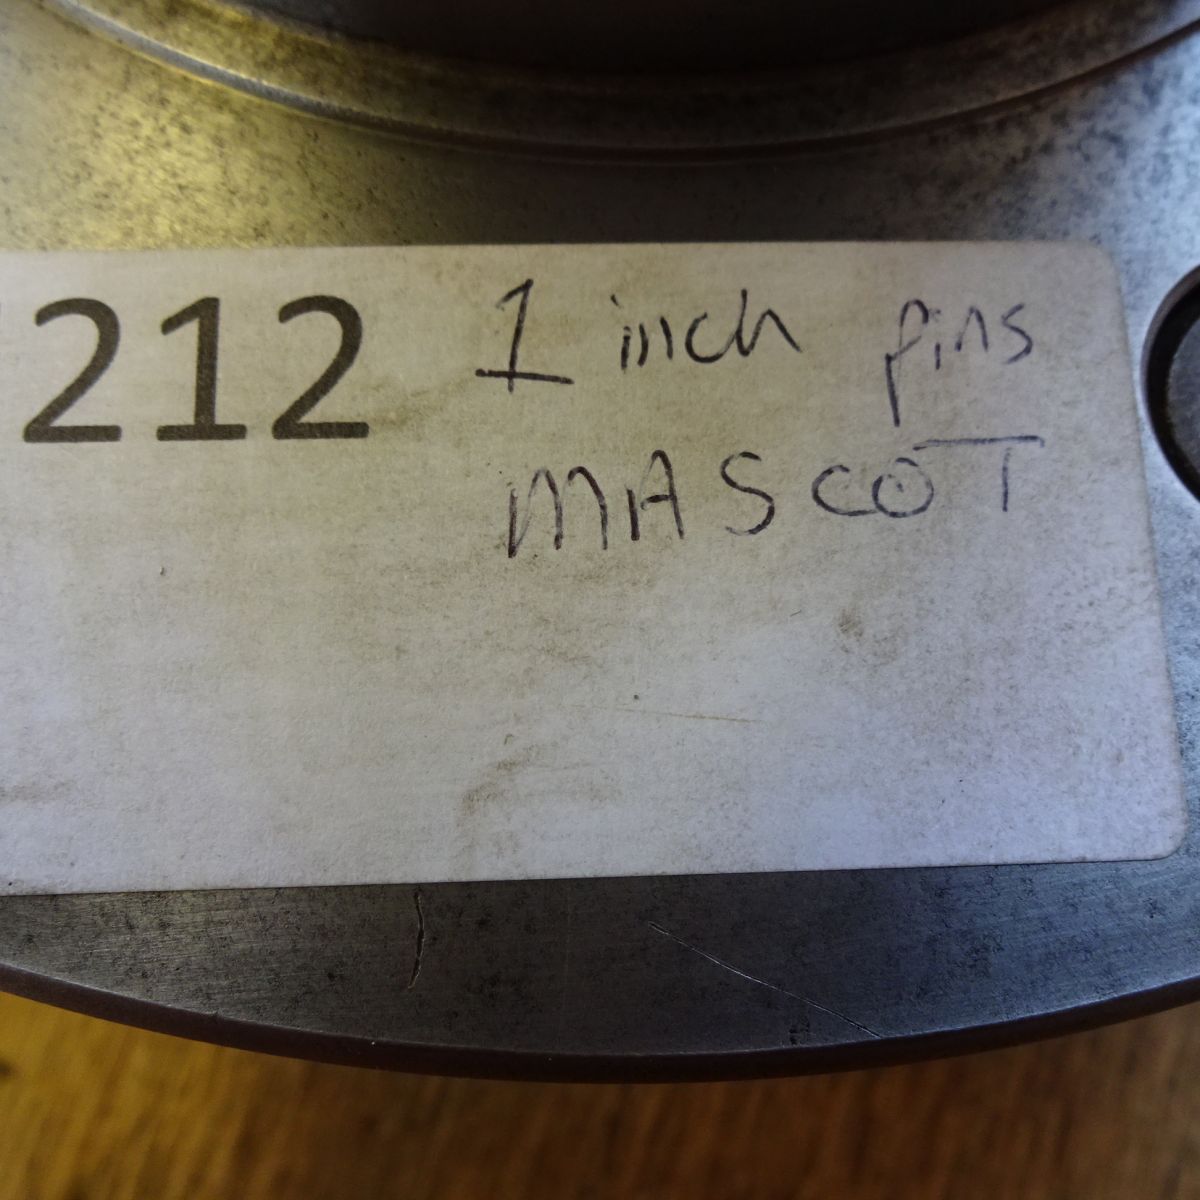 212 1 inch pins
MASCOT